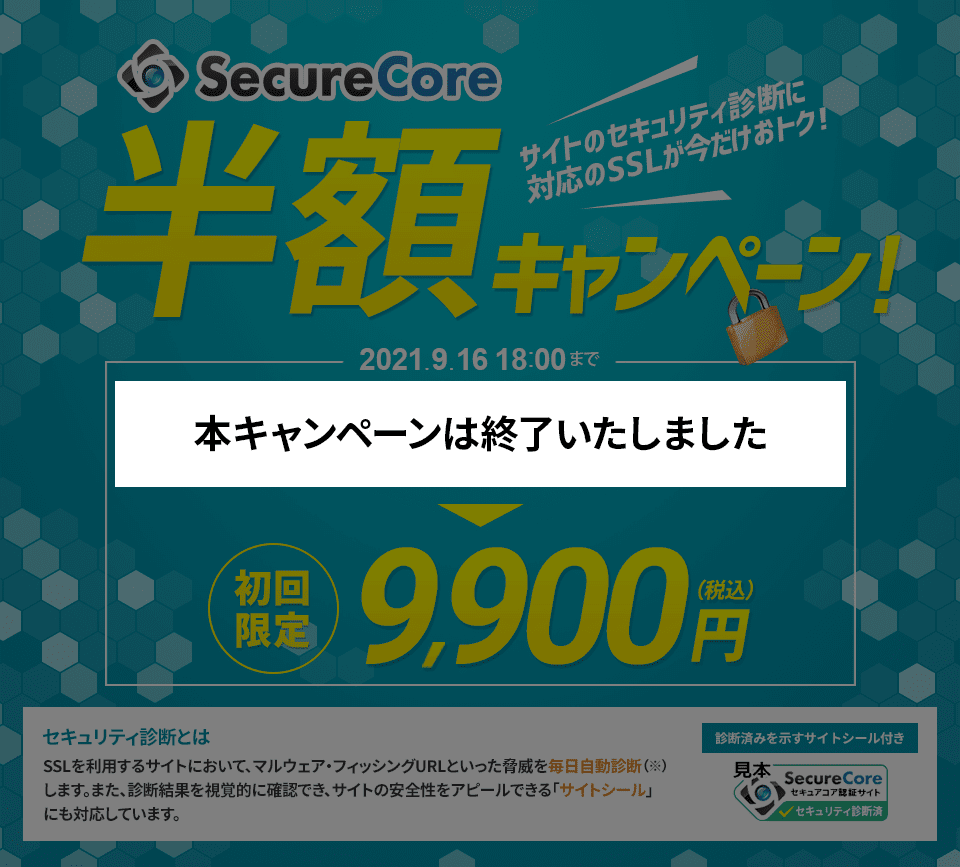 SecureCore
サイトのセキュリティ診断に
対応のSSLが今だけおトク!
半額キャンペーン!
2021.9.16 18:00まで
本キャンペーンは終了いたしました
初回
限定
9,900円(税込)
セキュリティ診断とは
SSLを利用するサイトにおいて、マルウェア・フィッシングURLといった脅威を毎日自動診断(※)
します。また、診断結果を視覚的に確認でき、サイトの安全性をアピールできる「サイトシール」
にも対応しています。
診断済みを示すサイトシール付き
見本
SecureCore
セキュアコア認証サイト
セキュリティ診断済